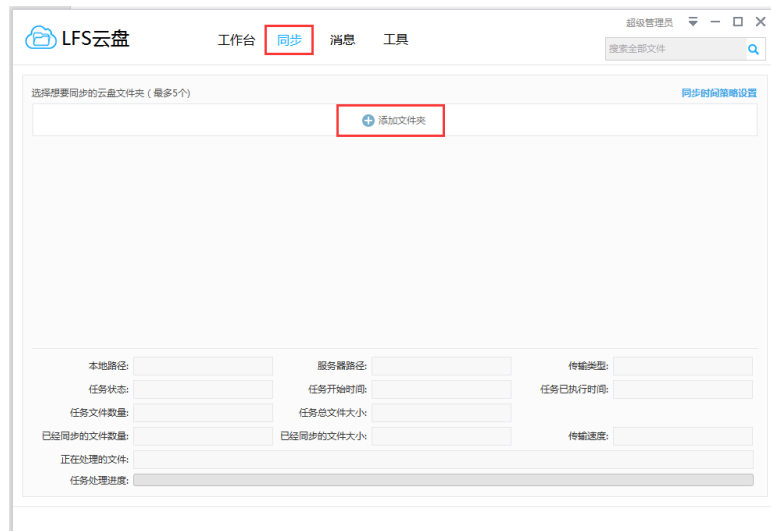 超级管理员
LFS云盘 工作台 同步 消息 工具
搜索全部文件
选择想要同步的云盘文件夹（最多5个） 同步时间策略设置
添加文件夹
本地路径: 服务器路径: 传输类型:
任务状态: 任务开始时间: 任务已执行时间:
任务文件数量: 任务总文件大小:
已经同步的文件数量: 已经同步的文件大小: 传输速度:
正在处理的文件:
任务处理进度: